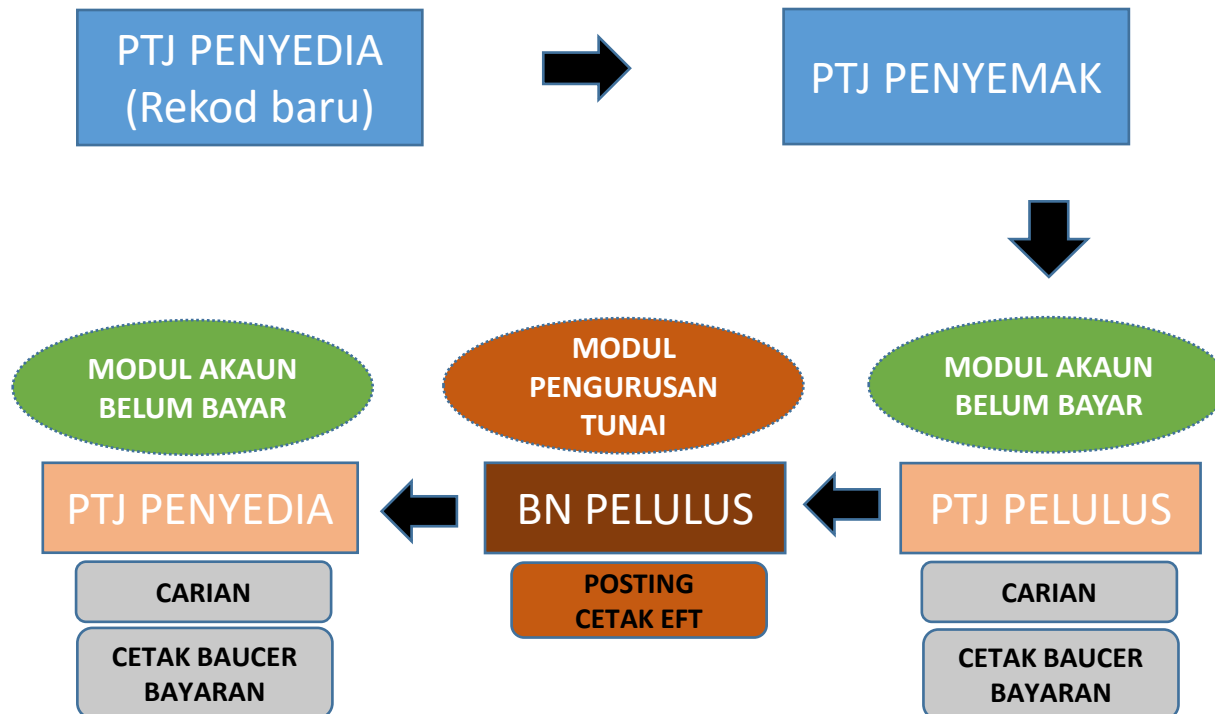 PTJ PENYEDIA
(Rekod baru)
PTJ PENYEMAK
MODUL AKAUN
BELUM BAYAR
MODUL
PENGURUSAN
TUNAI
MODUL AKAUN
BELUM BAYAR
PTJ PENYEDIA
BN PELULUS
PTJ PELULUS
CARIAN
POSTING
CETAK EFT
CARIAN
CETAK BAUCER
BAYARAN
CETAK BAUCER
BAYARAN